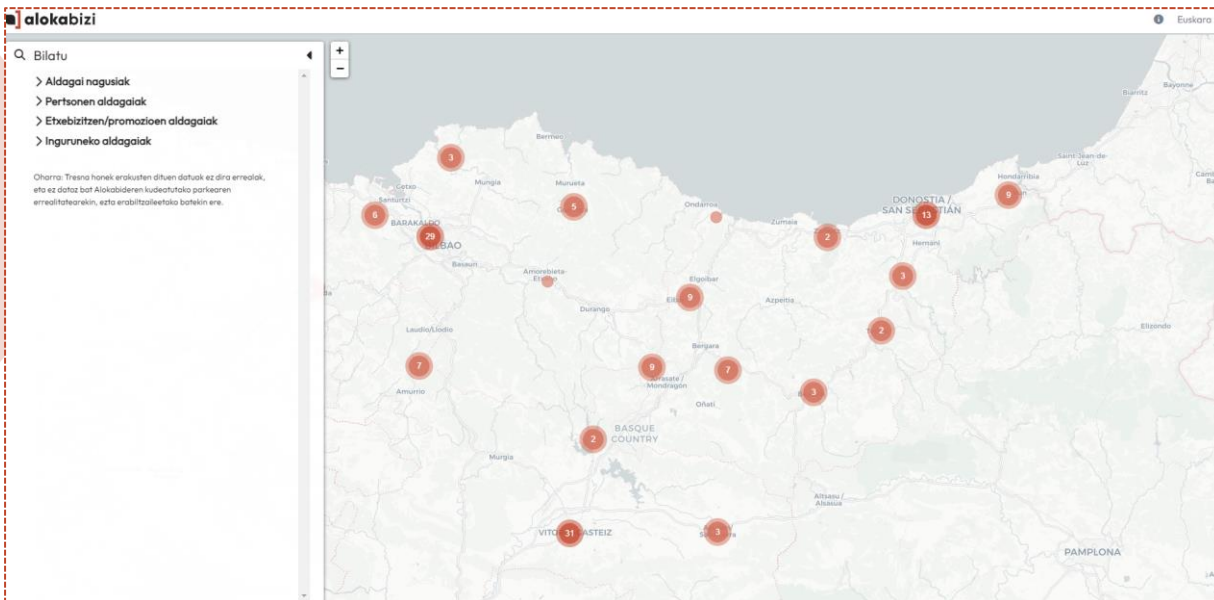 alokabizi
Euskara
Bilatu
Aldagai nagusiak
Pertsonen aldagaiak
Etxebizitzen/promozioen aldagaiak
Inguruneko aldagaiak
Oharra: Tresna honek erakusten dituen datuak ez dira errealak,
eta ez datoz bat Alokabideren kudeatutako parkearen
errealitatearekin, ezta erabiltzaileetako batekin ere.
+
−
Bayonne
Biarritz
Bermeo
3
Saint-Jean-de-
Luz
Mungia
Murueta
Hondarribia
Getxo
Santurtzi
5
Ondarroa
9
DONOSTIA /
SAN SEBASTIÁN
6
BARAKALDO
13
Zumaia
29
BILBAO
2
Hernani
Basauri
Amorebieta-
3
Elgoibar
9
Azpeitia
Durango
Laudio/Llodio
2
Elizondo
Bergara
7
9
7
Arrasate /
Mondragón
Amurrio
3
Oñati
BASQUE
COUNTRY
2
Murgia
Altsasu /
Alsasua
31
3
PAMPLONA